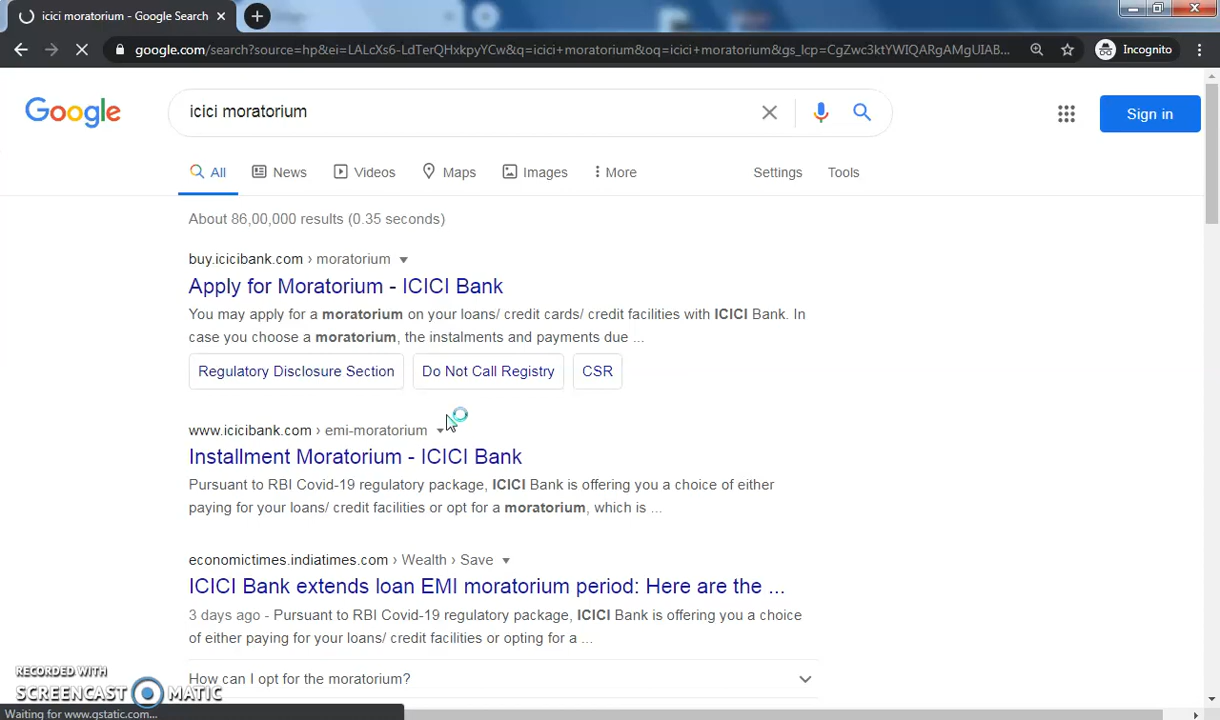 icici moratorium - Google Search
google.com/search?source=hp&ei=LALcXs6-LdTerQHxkpyYCw&q=icici+moratorium&oq=icici+moratorium&gs_lcp=CgZwc3ktYWIQARgAMgUIAB...
Incognito
Google
icici moratorium
Sign in
All
News
Videos
Maps
Images
More
Settings
Tools
About 86,00,000 results (0.35 seconds)
buy.icicibank.com › moratorium
Apply for Moratorium - ICICI Bank
You may apply for a moratorium on your loans/ credit cards/ credit facilities with ICICI Bank. In
case you choose a moratorium, the instalments and payments due ...
Regulatory Disclosure Section
Do Not Call Registry
CSR
www.icicibank.com › emi-moratorium
Installment Moratorium - ICICI Bank
Pursuant to RBI Covid-19 regulatory package, ICICI Bank is offering you a choice of either
paying for your loans/ credit facilities or opt for a moratorium, which is ...
economictimes.indiatimes.com › Wealth › Save
ICICI Bank extends loan EMI moratorium period: Here are the ...
3 days ago - Pursuant to RBI Covid-19 regulatory package, ICICI Bank is offering you a choice
of either paying for your loans/ credit facilities or opting for a ...
How can I opt for the moratorium?
RECORDED WITH
SCREENCAST MATIC
Waiting for www.gstatic.com...